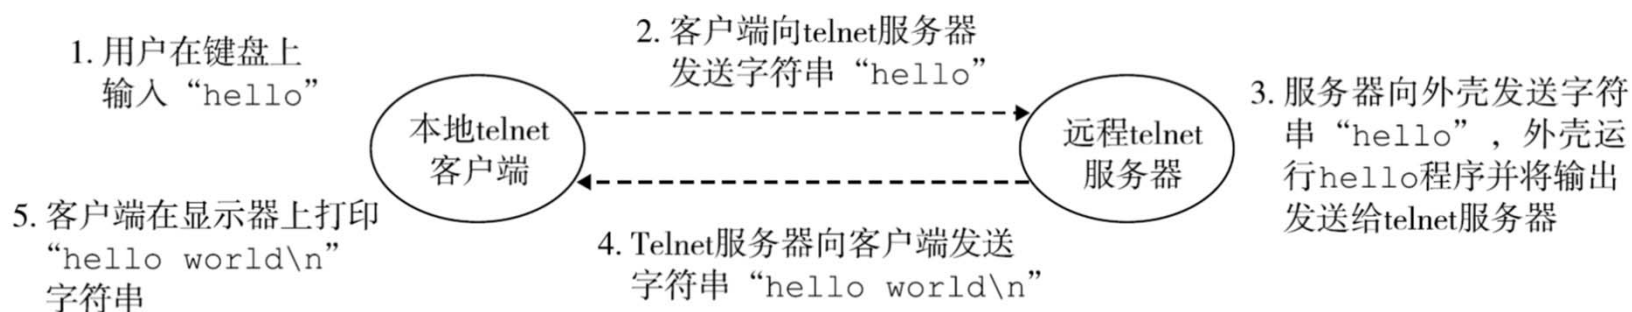 1. 用户在键盘上
输入“hello”
2. 客户端向telnet服务器
发送字符串“hello”
本地telnet
客户端
远程telnet
服务器
3. 服务器向外壳发送字符
串“hello”，外壳运
行hello程序并将输出
发送给telnet服务器
4. Telnet服务器向客户端发送
字符串“hello world\n”
5. 客户端在显示器上打印
“hello world\n”
字符串